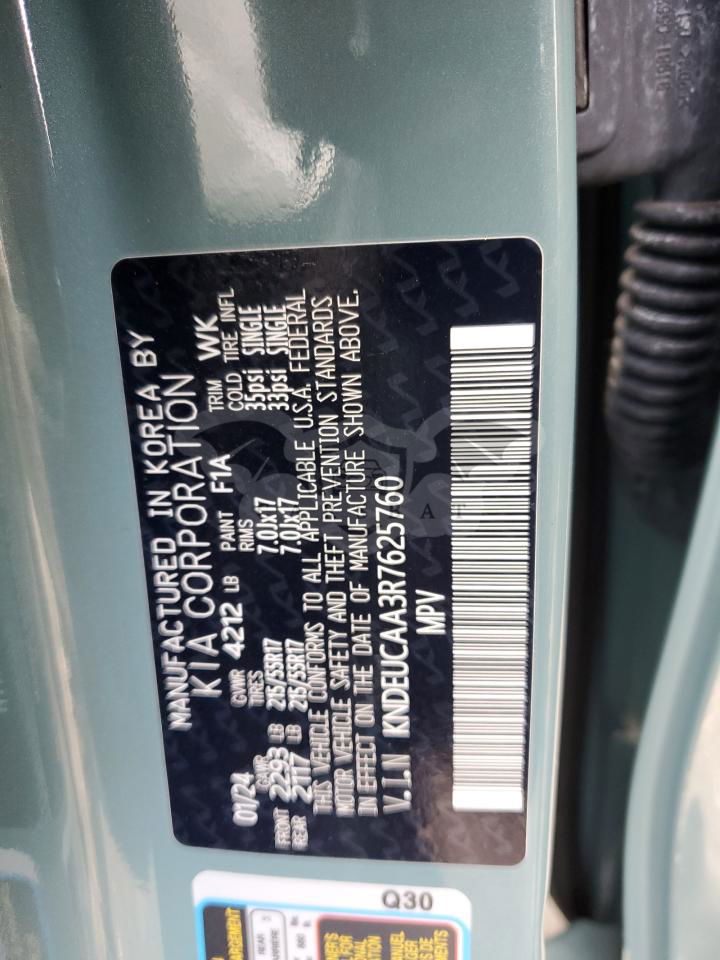 MANUFACTURED IN KOREA BY
KIA CORPORATION
01/24 GVWR 4212 LB PAINT F1A TRIM WK
GAWR TIRES RIMS COLD TIRE INFL
FRONT 2293 LB 215/55R17 7.0Jx17 35psi SINGLE
REAR 2117 LB 215/55R17 7.0Jx17 33psi SINGLE
THIS VEHICLE CONFORMS TO ALL APPLICABLE U.S.A. FEDERAL
MOTOR VEHICLE SAFETY AND THEFT PREVENTION STANDARDS
IN EFFECT ON THE DATE OF MANUFACTURE SHOWN ABOVE.
V.I.N KNDEUCAA3R7625760
MPV
Q30
REAR